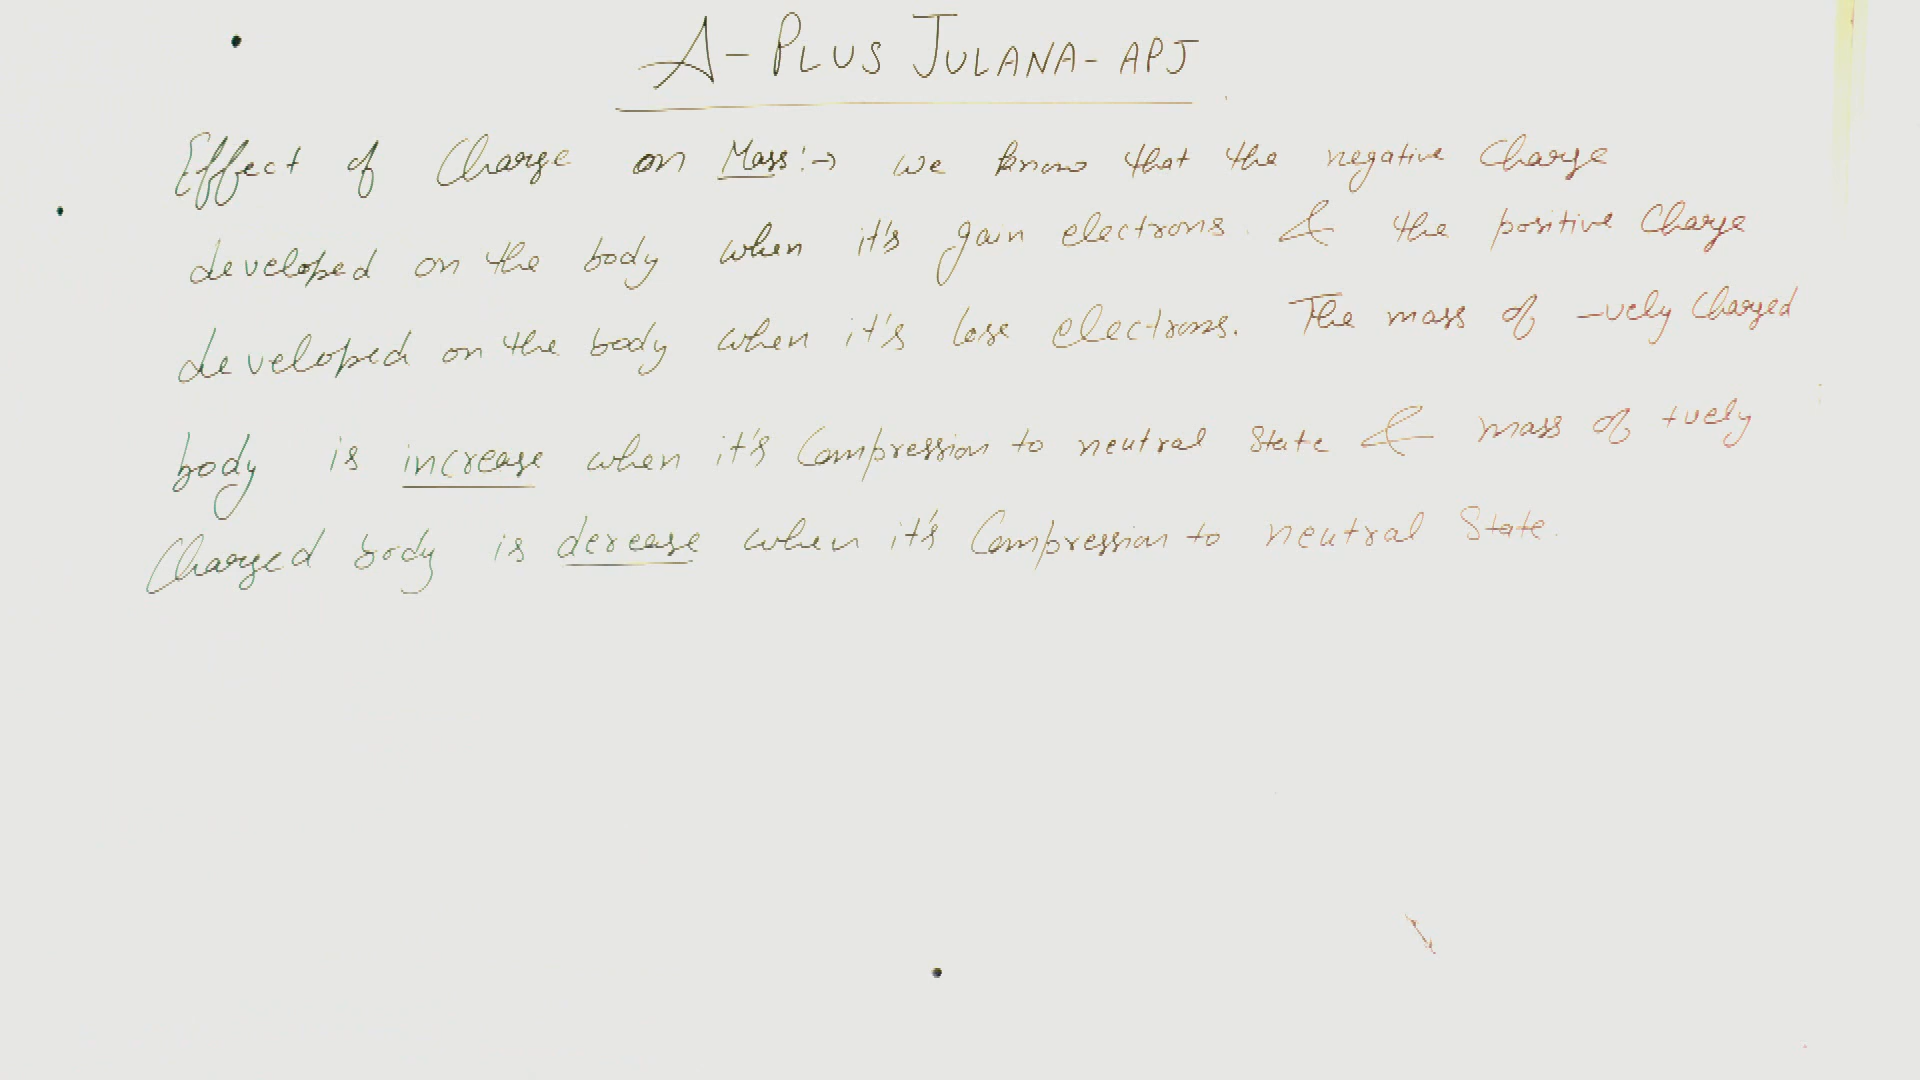 A-PLUS JULANA-APJ
Effect of Charge on Mass:→ we know that the negative Charge
developed on the body when it's gain electrons. & the positive Charge
developed on the body when it's lose electrons. The mass of -vely Charged
body is increase when it's Compression to neutral State & mass of +vely
Charged body is derease when it's Compression to neutral State.